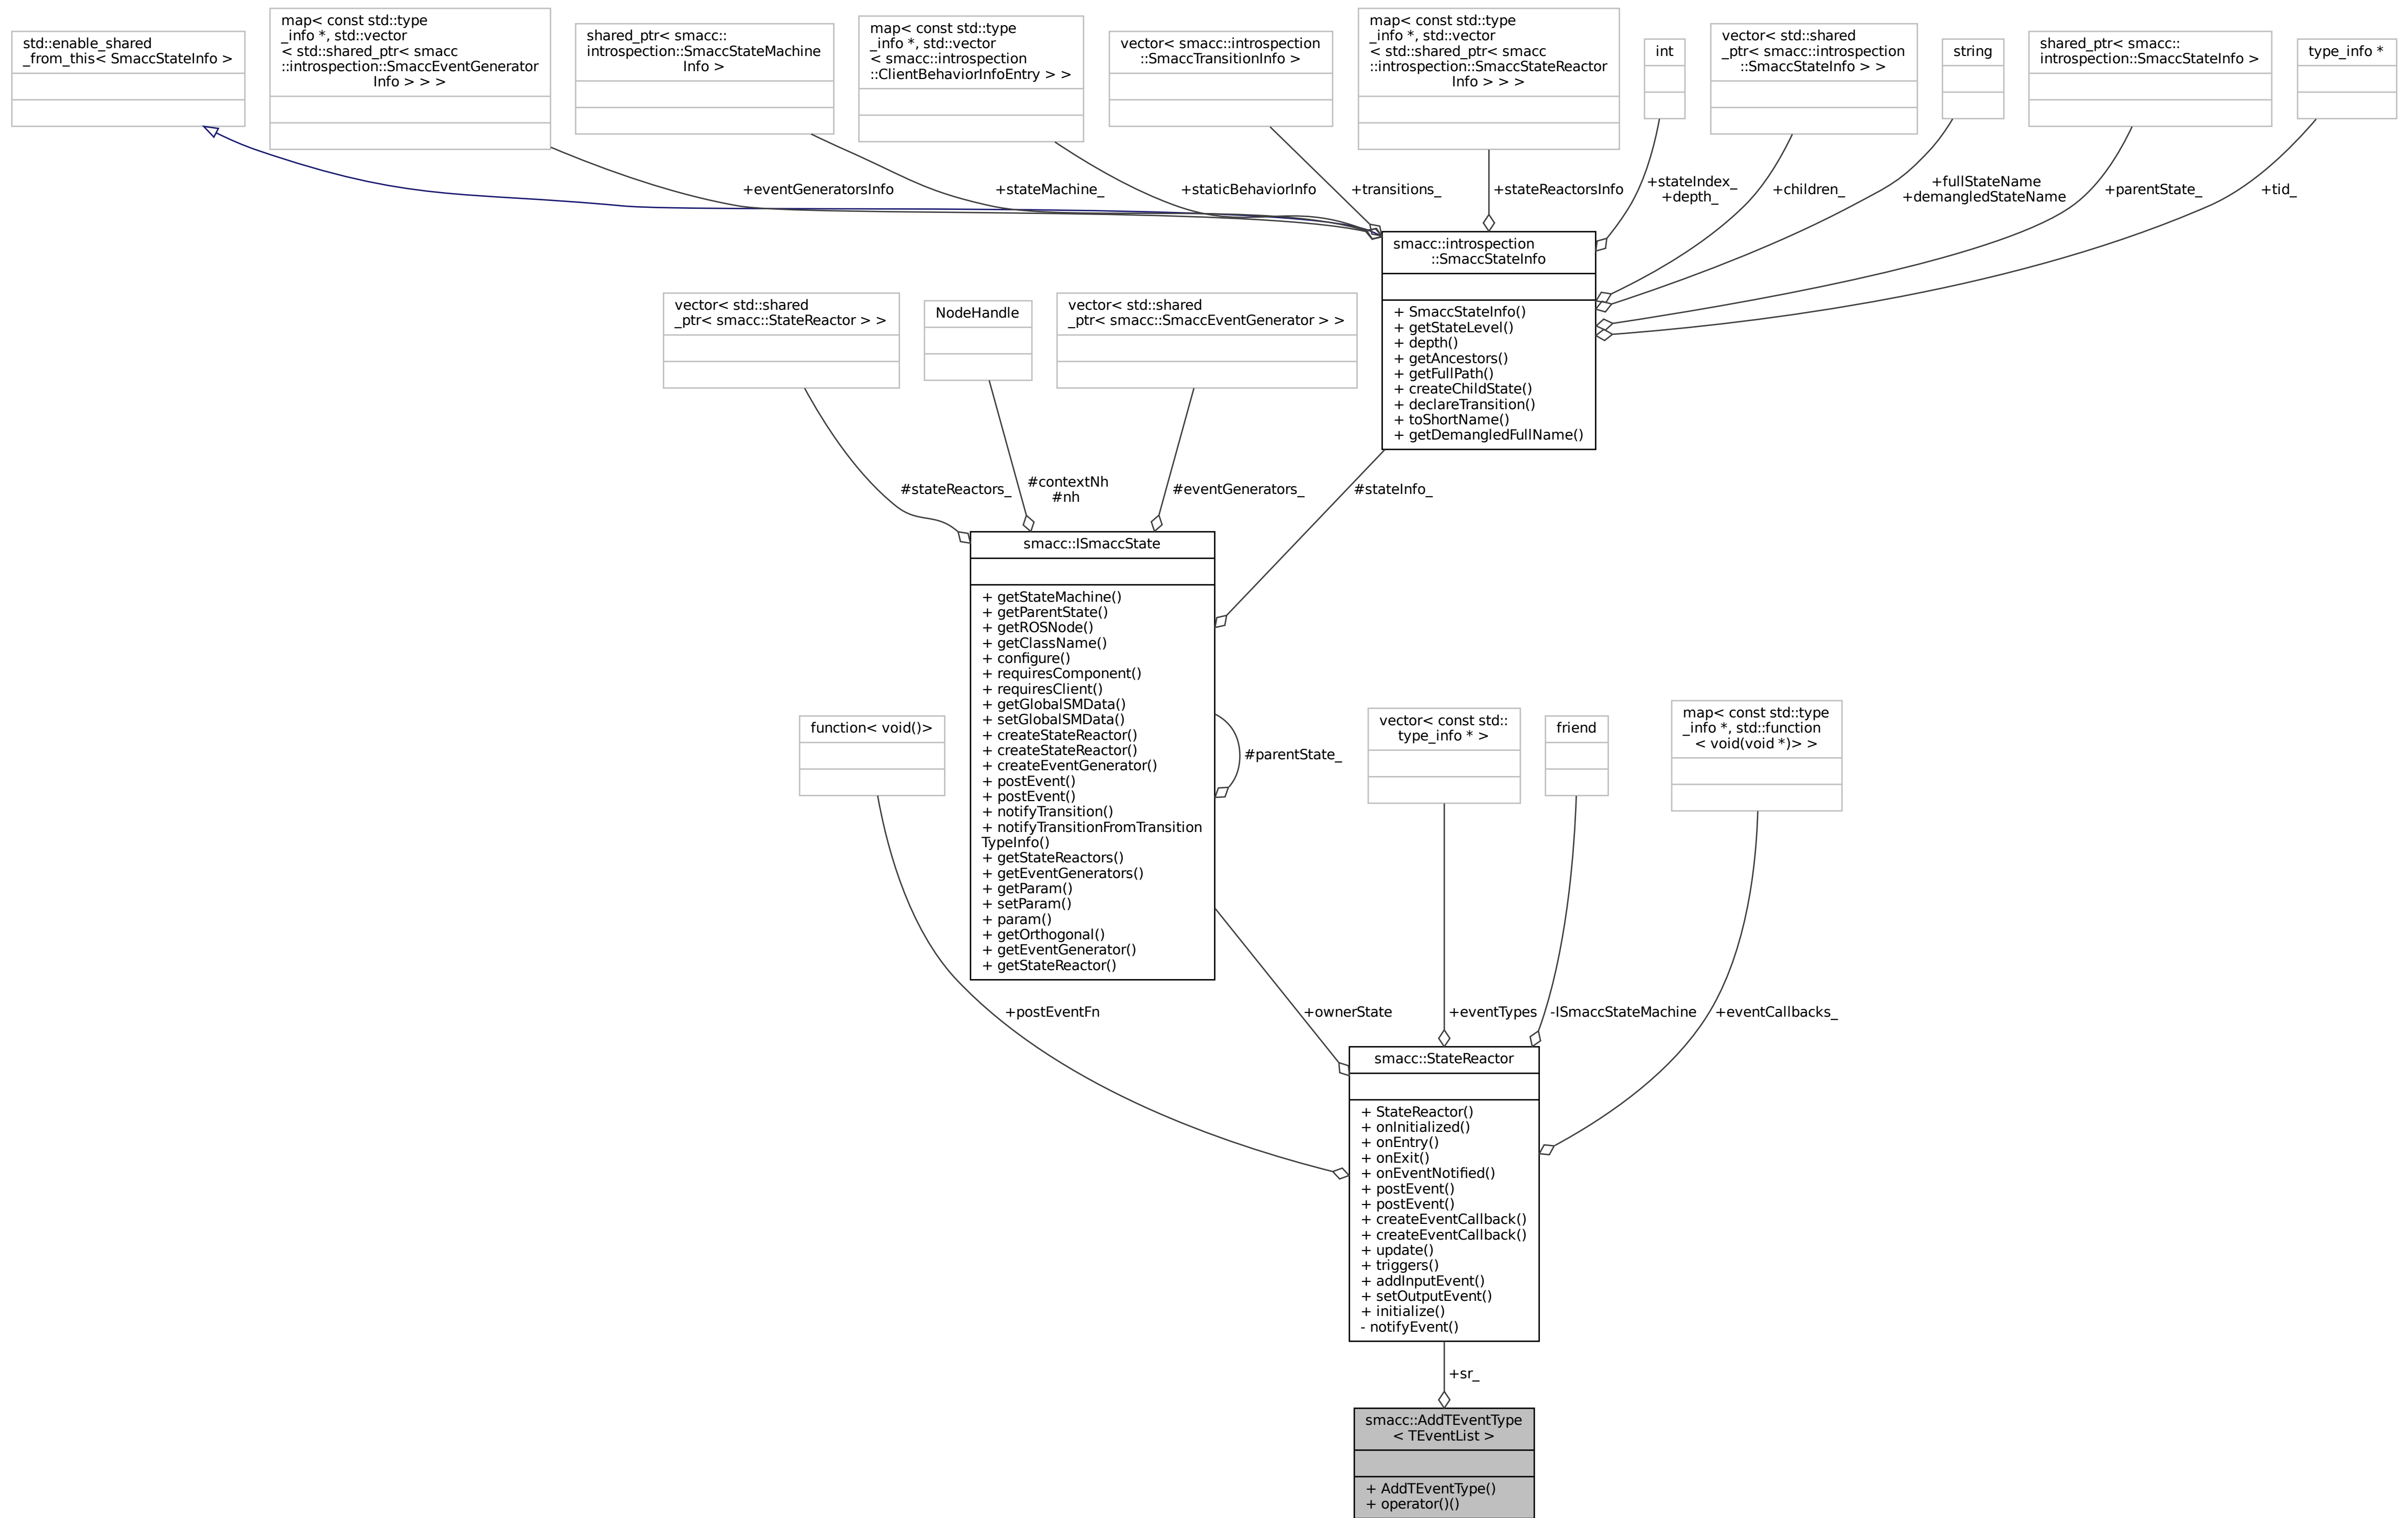 std::enable_shared
_from_this< SmaccStateInfo >
map< const std::type
_info *, std::vector
< std::shared_ptr< smacc
::introspection::SmaccEventGenerator
Info > > >
shared_ptr< smacc::
introspection::SmaccStateMachine
Info >
map< const std::type
_info *, std::vector
< smacc::introspection
::ClientBehaviorInfoEntry > >
vector< smacc::introspection
::SmaccTransitionInfo >
map< const std::type
_info *, std::vector
< std::shared_ptr< smacc
::introspection::SmaccStateReactor
Info > > >
int
vector< std::shared
_ptr< smacc::introspection
::SmaccStateInfo > >
string
shared_ptr< smacc::
introspection::SmaccStateInfo >
type_info *
+eventGeneratorsInfo
+stateMachine_
+staticBehaviorInfo
+transitions_
+stateReactorsInfo
+stateIndex_
+depth_
+children_
+fullStateName
+demangledStateName
+parentState_
+tid_
smacc::introspection
::SmaccStateInfo
+ SmaccStateInfo()
+ getStateLevel()
+ depth()
+ getAncestors()
+ getFullPath()
+ createChildState()
+ declareTransition()
+ toShortName()
+ getDemangledFullName()
vector< std::shared
_ptr< smacc::StateReactor > >
NodeHandle
vector< std::shared
_ptr< smacc::SmaccEventGenerator > >
#stateReactors_
#contextNh
#nh
#eventGenerators_
#stateInfo_
smacc::ISmaccState
+ getStateMachine()
+ getParentState()
+ getROSNode()
+ getClassName()
+ configure()
+ requiresComponent()
+ requiresClient()
+ getGlobalSMData()
+ setGlobalSMData()
+ createStateReactor()
+ createStateReactor()
+ createEventGenerator()
+ postEvent()
+ postEvent()
+ notifyTransition()
+ notifyTransitionFromTransition
TypeInfo()
+ getStateReactors()
+ getEventGenerators()
+ getParam()
+ setParam()
+ param()
+ getOrthogonal()
+ getEventGenerator()
+ getStateReactor()
#parentState_
function< void()>
vector< const std::
type_info * >
friend
map< const std::type
_info *, std::function
< void(void *)> >
+postEventFn
+ownerState
+eventTypes
-ISmaccStateMachine
+eventCallbacks_
smacc::StateReactor
+ StateReactor()
+ onInitialized()
+ onEntry()
+ onExit()
+ onEventNotified()
+ postEvent()
+ postEvent()
+ createEventCallback()
+ createEventCallback()
+ update()
+ triggers()
+ addInputEvent()
+ setOutputEvent()
+ initialize()
- notifyEvent()
+sr_
smacc::AddTEventType
< TEventList >
+ AddTEventType()
+ operator()()